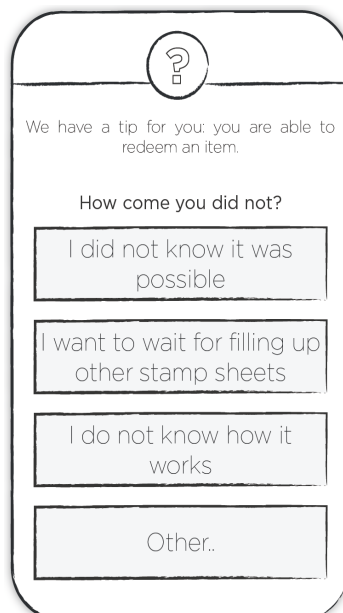 ?
We have a tip for you: you are able to
redeem an item.
How come you did not?
I did not know it was
possible
I want to wait for filling up
other stamp sheets
I do not know how it
works
Other..